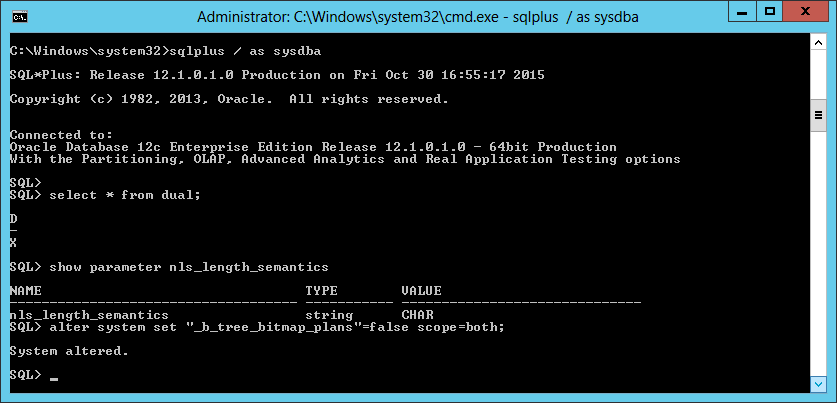 Administrator: C:\Windows\system32\cmd.exe - sqlplus  / as sysdba
C:\Windows\system32>sqlplus / as sysdba
SQL*Plus: Release 12.1.0.1.0 Production on Fri Oct 30 16:55:17 2015
Copyright (c) 1982, 2013, Oracle.  All rights reserved.
Connected to:
Oracle Database 12c Enterprise Edition Release 12.1.0.1.0 - 64bit Production
With the Partitioning, OLAP, Advanced Analytics and Real Application Testing options
SQL>
SQL> select * from dual;
D
-
X
SQL> show parameter nls_length_semantics
NAME                                 TYPE        VALUE
------------------------------------ ----------- ------------------------------
nls_length_semantics                 string      CHAR
SQL> alter system set "_b_tree_bitmap_plans"=false scope=both;
System altered.
SQL> _